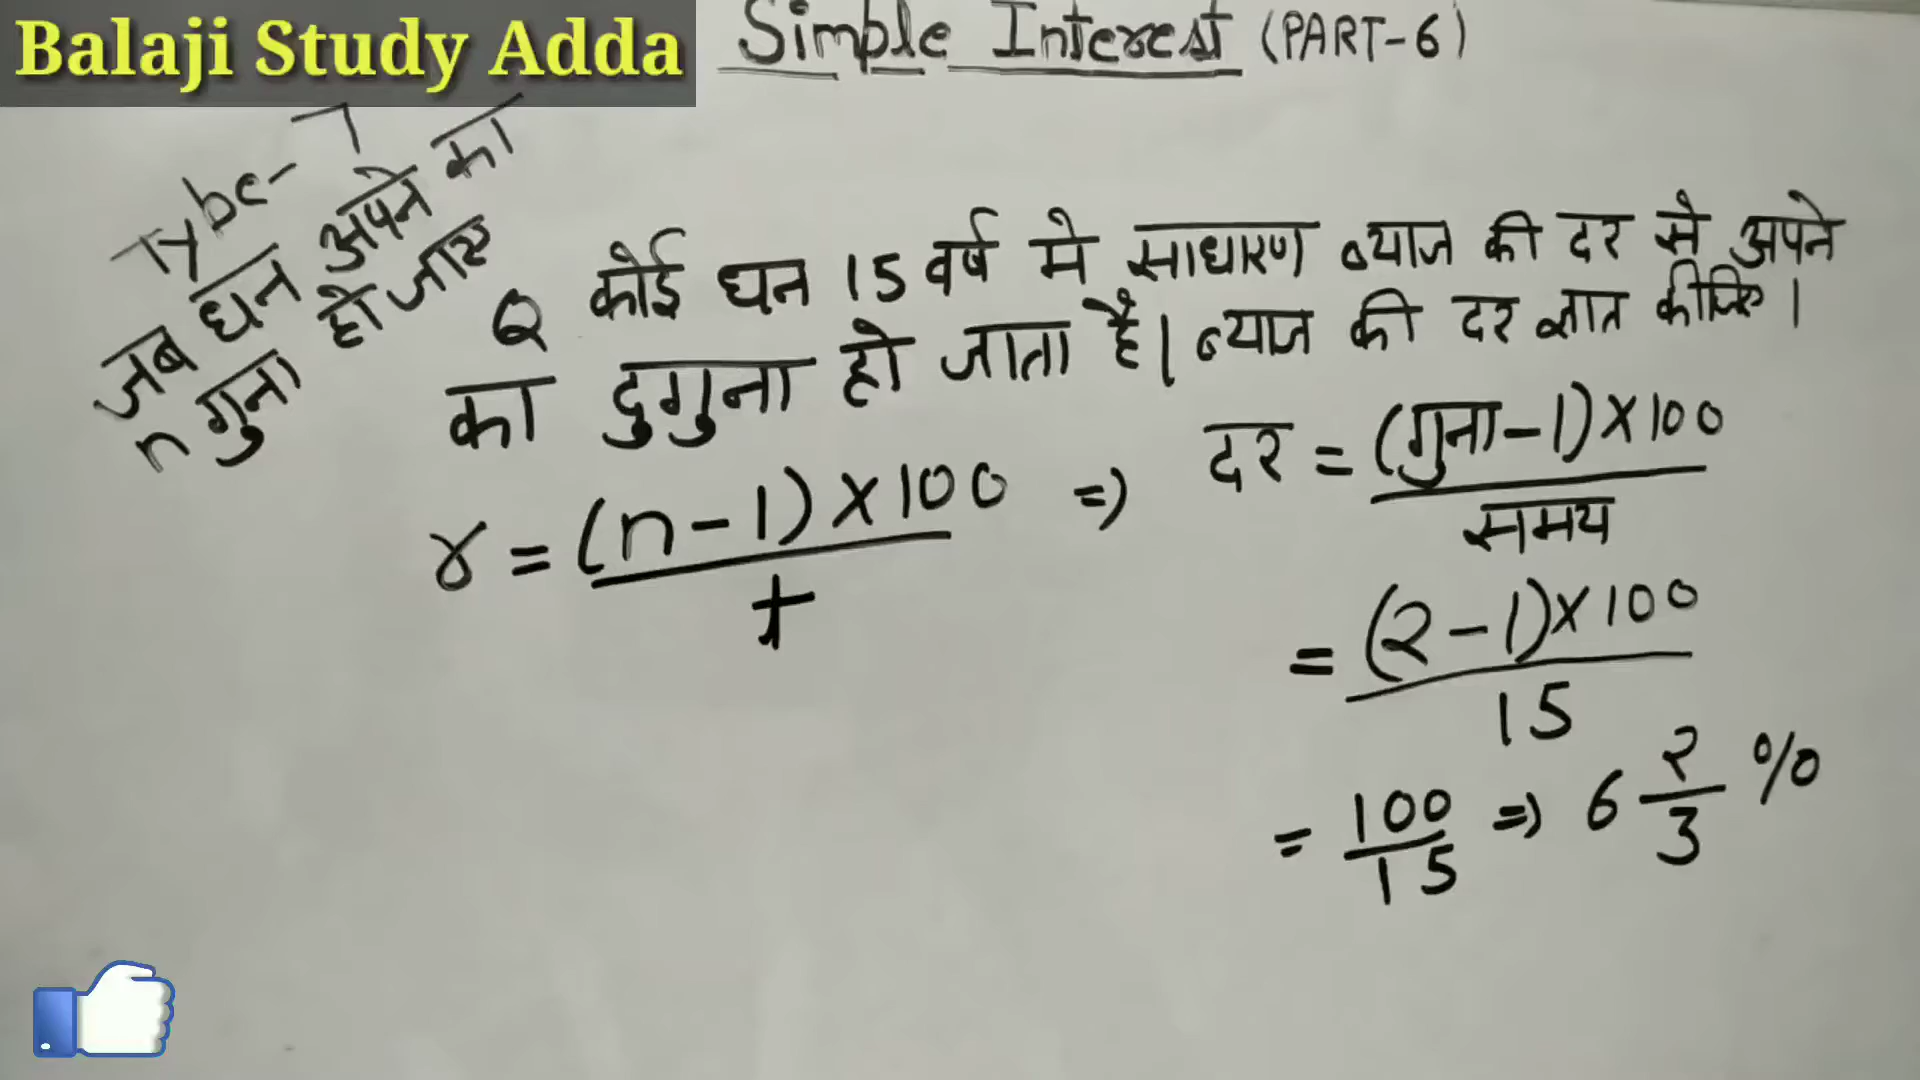 Balaji Study Adda
Simple Interest (PART-6)
Type-7
जब धन अपने का
n गुना हो जाए
Q कोई धन 15 वर्ष मे साधारण ब्याज की दर से अपने
का दुगुना हो जाता है। ब्याज की दर ज्ञात कीजिए।
r = (n-1)×100 / t ⇒ दर = (गुना-1)×100 / समय
= (2-1)×100 / 15
= 100/15 ⇒ 6 2/3 %